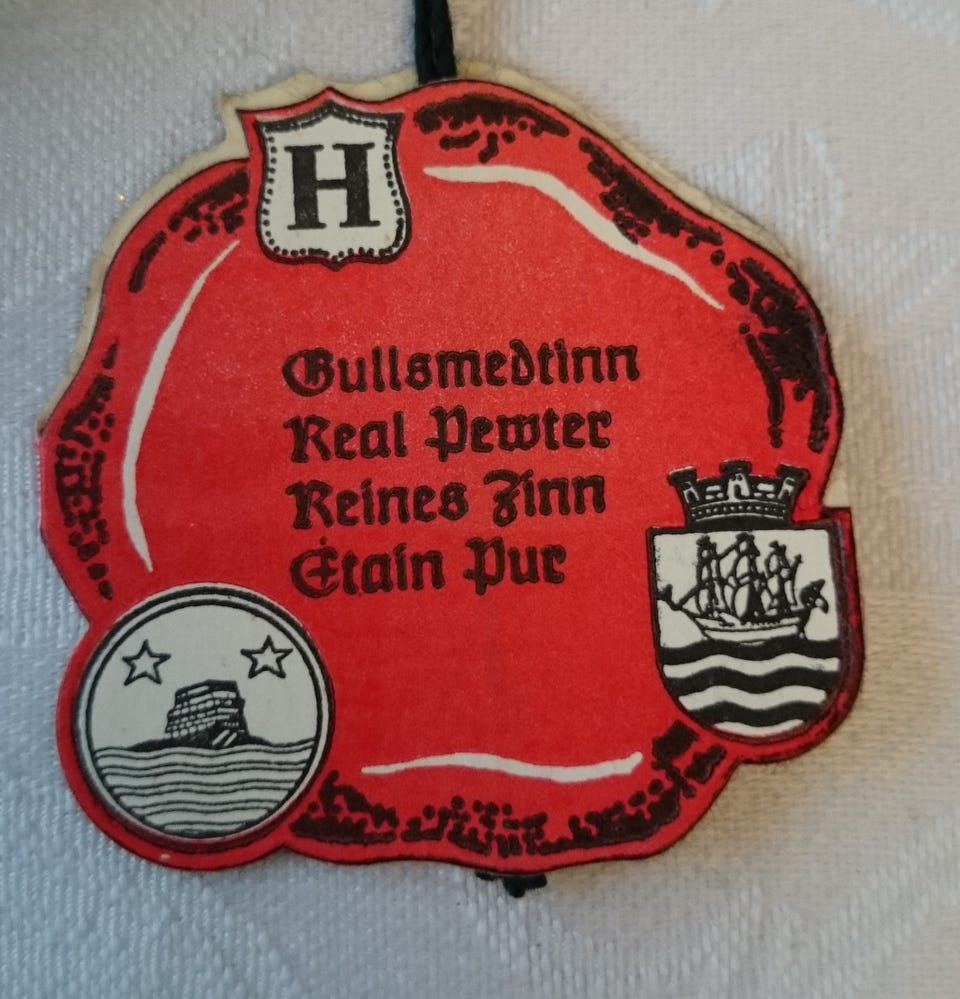 H
Gullsmedtinn
Real Pewter
Reines Zinn
Étain Pur